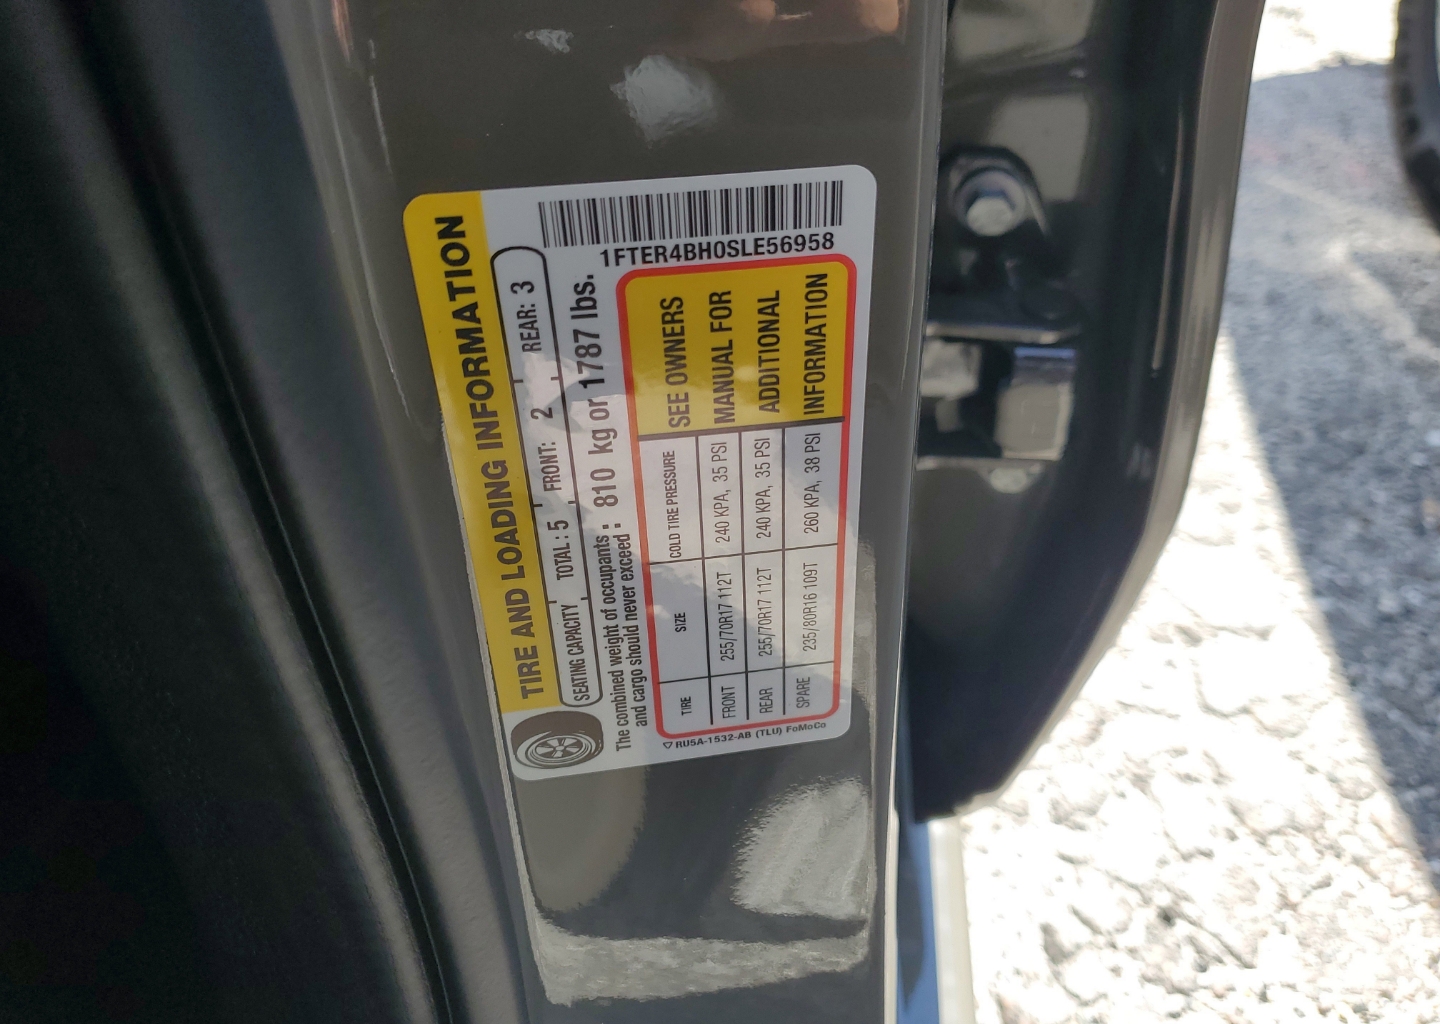 TIRE AND LOADING INFORMATION
SEATING CAPACITY TOTAL: 5 FRONT: 2 REAR: 3
The combined weight of occupants and cargo should never exceed : 810 kg or 1787 lbs.
1FTER4BH0SLE56958
TIRE SIZE COLD TIRE PRESSURE
FRONT 255/70R17 112T 240 KPA, 35 PSI
REAR 255/70R17 112T 240 KPA, 35 PSI
SPARE 235/80R16 109T 260 KPA, 38 PSI
SEE OWNERS
MANUAL FOR
ADDITIONAL
INFORMATION
RU5A-1532-AB (TLU) FoMoCo